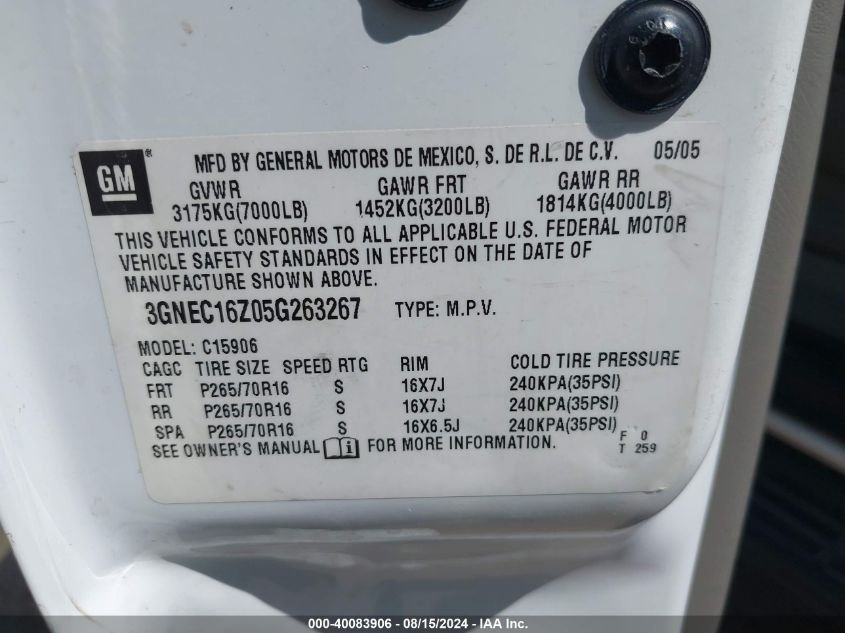 GM®
MFD BY GENERAL MOTORS DE MEXICO, S. DE R.L. DE C.V. 05/05
GVWR GAWR FRT GAWR RR
3175KG(7000LB) 1452KG(3200LB) 1814KG(4000LB)
THIS VEHICLE CONFORMS TO ALL APPLICABLE U.S. FEDERAL MOTOR
VEHICLE SAFETY STANDARDS IN EFFECT ON THE DATE OF
MANUFACTURE SHOWN ABOVE.
3GNEC16Z05G263267 TYPE: M.P.V.
MODEL: C15906
CAGC TIRE SIZE SPEED RTG RIM COLD TIRE PRESSURE
FRT P265/70R16 S 16X7J 240KPA(35PSI)
RR P265/70R16 S 16X7J 240KPA(35PSI)
SPA P265/70R16 S 16X6.5J 240KPA(35PSI)
SEE OWNER'S MANUAL i FOR MORE INFORMATION.
F 0
T 259
000-40083906 - 08/15/2024 - IAA Inc.